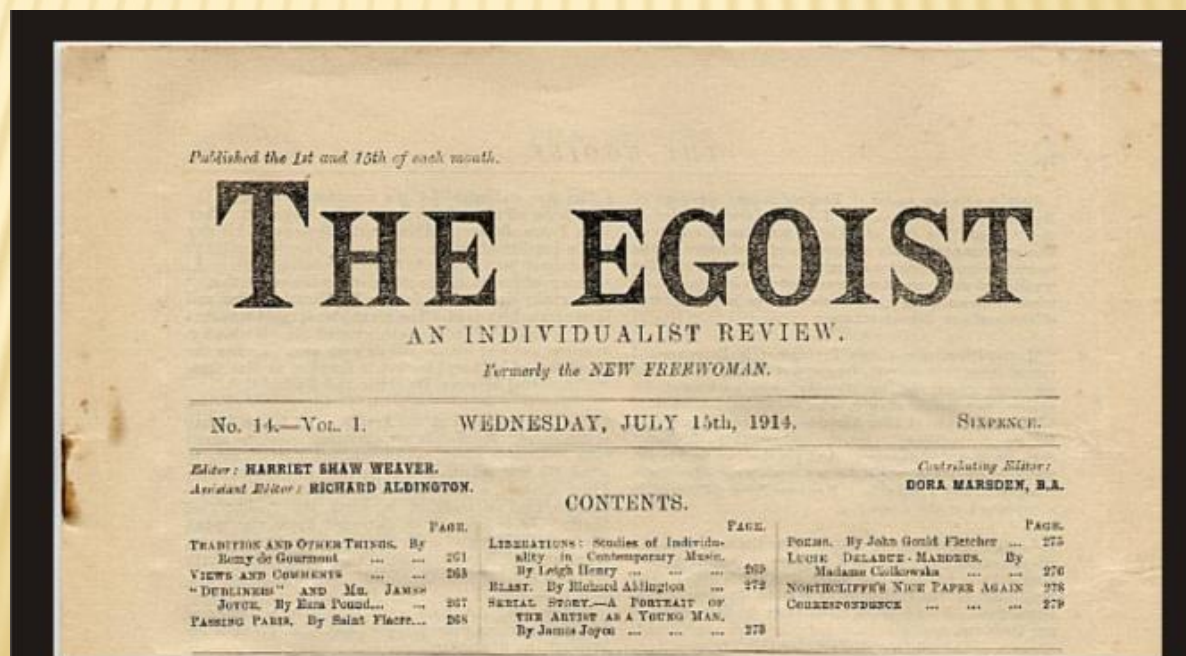 Published the 1st and 15th of each month.
THE EGOIST
AN INDIVIDUALIST REVIEW.
Formerly the NEW FREEWOMAN.
No. 14.—VOL. I.
WEDNESDAY, JULY 15th, 1914.
SIXPENCE.
Editor: HARRIET SHAW WEAVER.
Assistant Editor: RICHARD ALDINGTON.
Contributing Editor:
DORA MARSDEN, B.A.
CONTENTS.
PAGE.
TRADITION AND OTHER THINGS. By
Remy de Gourmont ... ... 261
VIEWS AND COMMENTS ... ... 263
"DUBLINERS" AND MR. JAMES
JOYCE. By Ezra Pound... ... 267
PASSING PARIS. By Saint Fiacre... 268
PAGE.
LIBERATIONS: Studies of Individu-
ality in Contemporary Music.
By Leigh Henry ... ... ... 269
BLAST. By Richard Aldington ... 272
SERIAL STORY.—A PORTRAIT OF
THE ARTIST AS A YOUNG MAN.
By James Joyce ... ... ... 273
PAGE.
POEMS. By John Gould Fletcher ... 275
LUCIE DELARUE-MARDRUS. By
Madame Ciolkowska ... ... 276
NORTHCLIFFE'S NICE PAPER AGAIN 278
CORRESPONDENCE ... ... ... 279